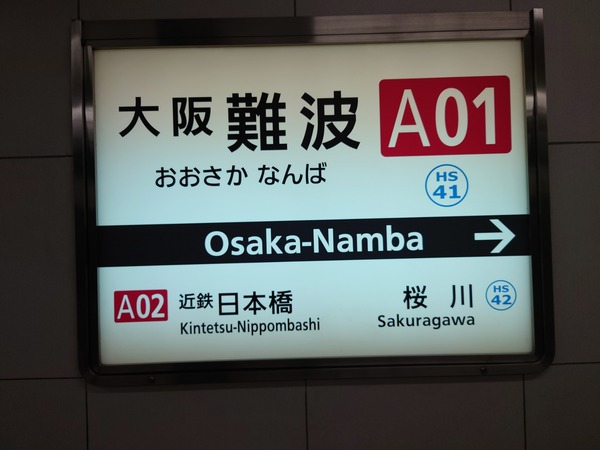 大阪 難波 A01
おおさか なんば
HS
41
Osaka-Namba →
A02 近鉄日本橋
Kintetsu-Nippombashi
桜 川 HS
42
Sakuragawa